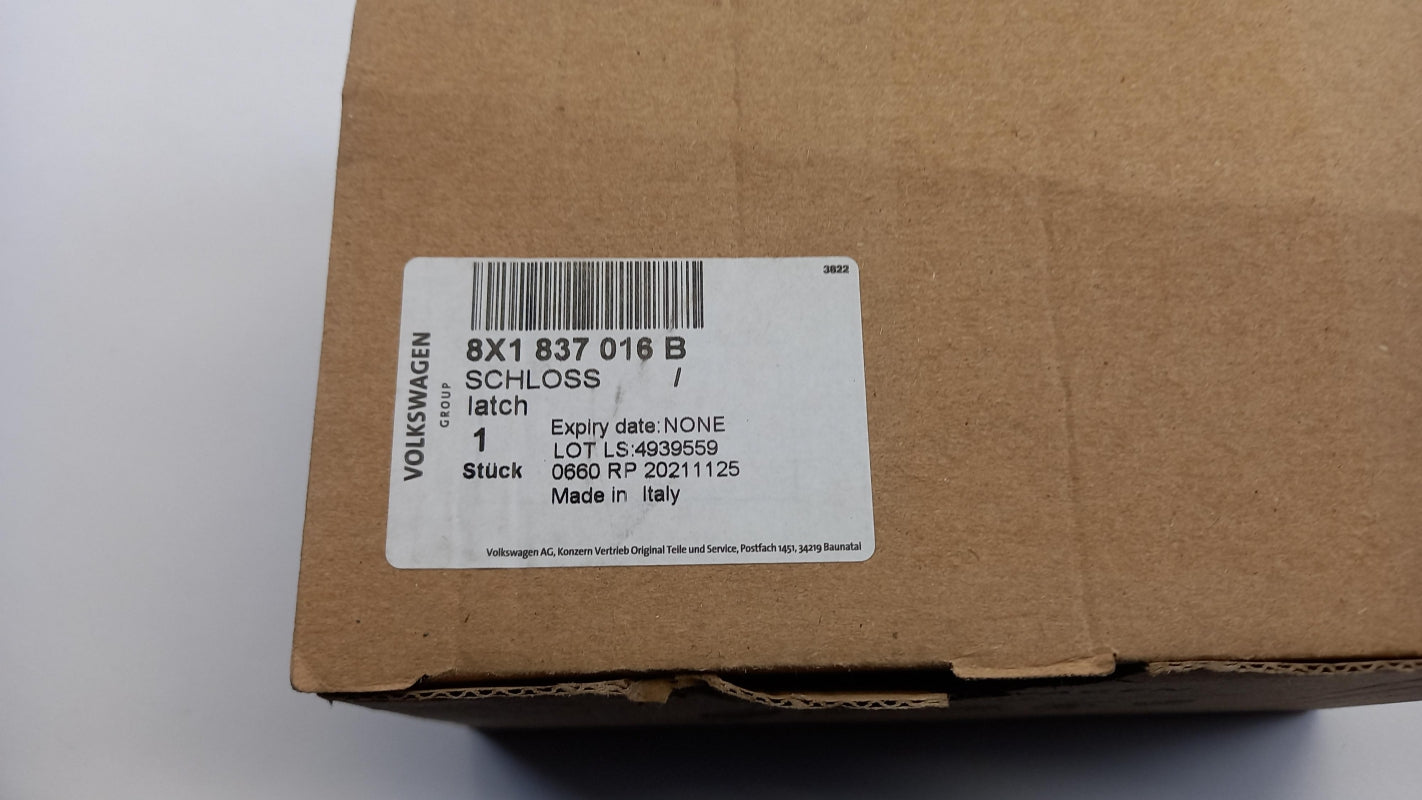 3622
8X1 837 016 B
SCHLOSS /
latch
1
Stück
Expiry date: NONE
LOT LS:4939559
0660 RP 20211125
Made in Italy
VOLKSWAGEN
GROUP
Volkswagen AG, Konzern Vertrieb Original Teile und Service, Postfach 1451, 34219 Baunatal